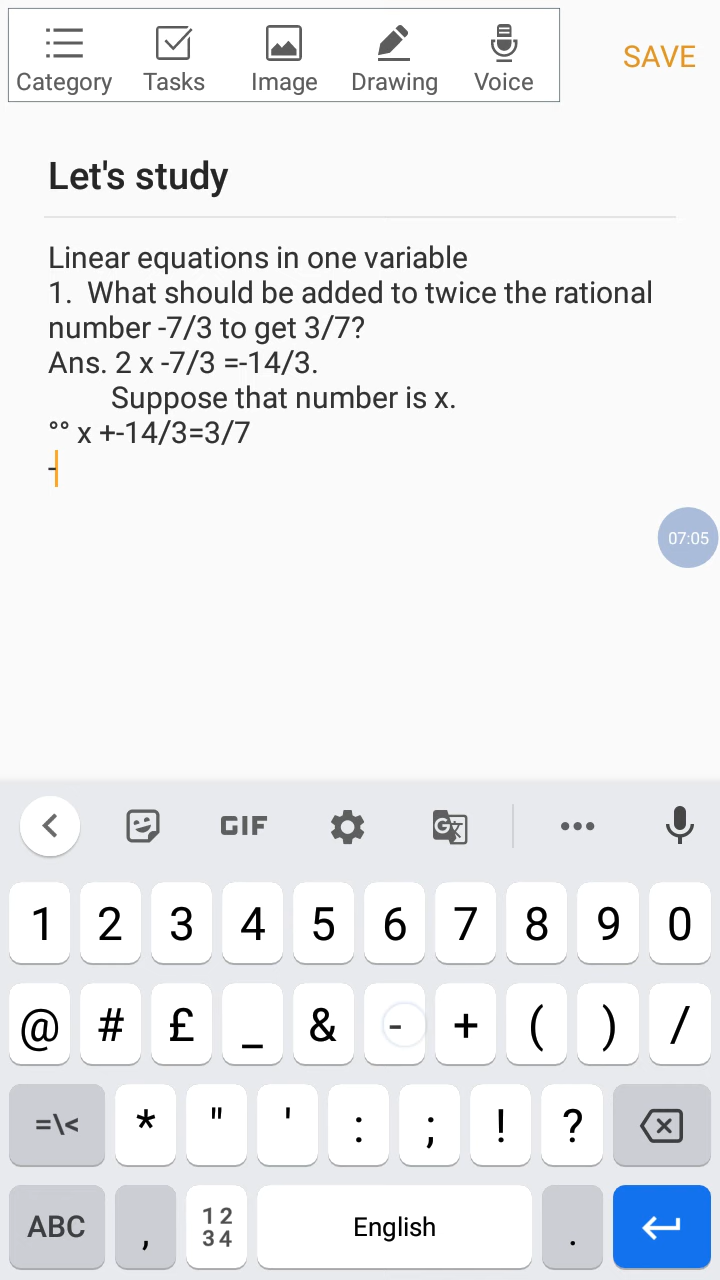 Category Tasks Image Drawing Voice SAVE
Let's study
Linear equations in one variable
1.  What should be added to twice the rational
number -7/3 to get 3/7?
Ans. 2 x -7/3 =-14/3.
Suppose that number is x.
°° x +-14/3=3/7
-
07:05
GIF G文
1 2 3 4 5 6 7 8 9 0
@ # £ _ & - + ( ) /
=\< * " ' : ; ! ?
ABC , 12 English .
34